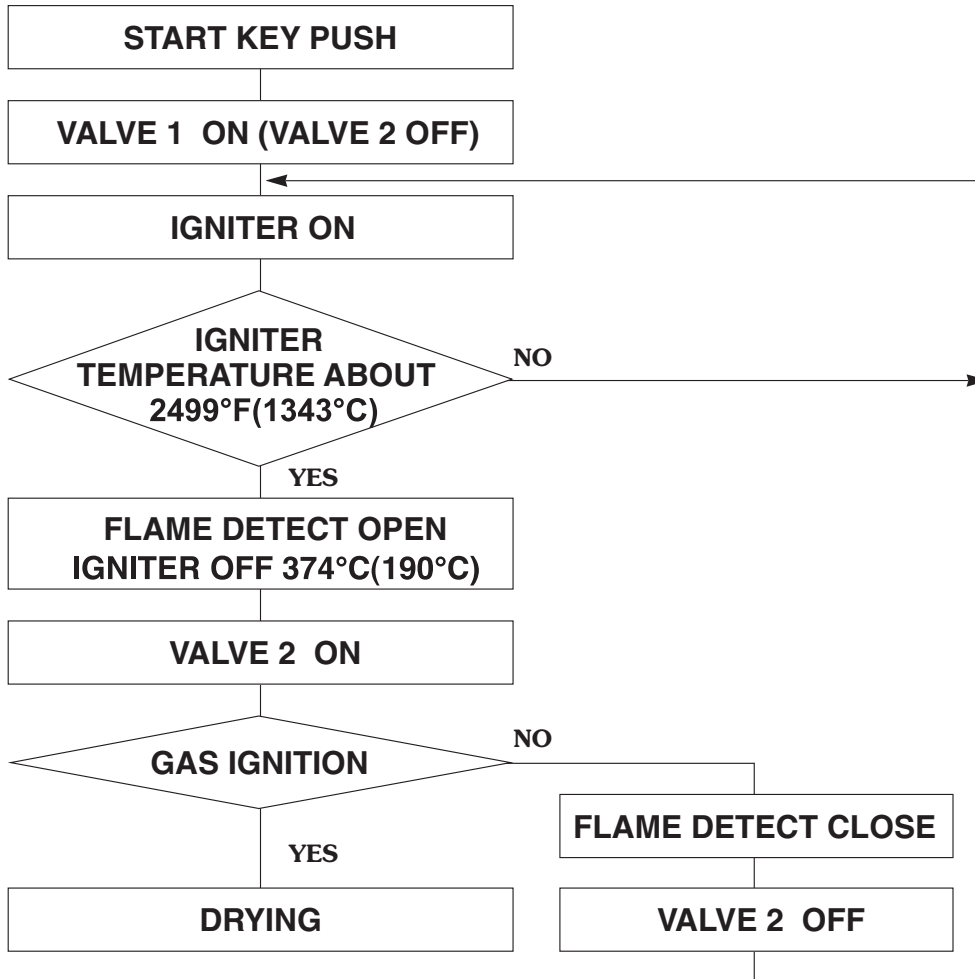 START KEY PUSH
VALVE 1 ON (VALVE 2 OFF)
IGNITER ON
IGNITER
TEMPERATURE ABOUT
2499°F(1343°C)
NO
YES
FLAME DETECT OPEN
IGNITER OFF 374°C(190°C)
VALVE 2 ON
GAS IGNITION
NO
FLAME DETECT CLOSE
YES
DRYING
VALVE 2 OFF